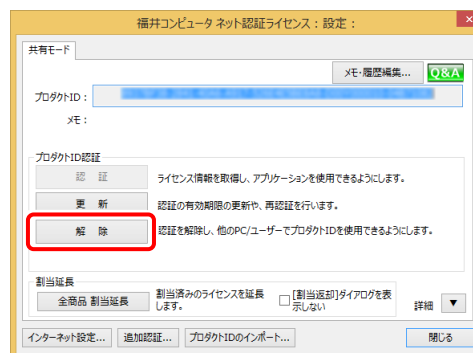 福井コンピュータ ネット認証ライセンス：設定：
共有モード
メモ・履歴編集... Q&A
プロダクトID：
メモ：
プロダクトID認証
認 証 ライセンス情報を取得し、アプリケーションを使用できるようにします。
更 新 認証の有効期限の更新や、再認証を行います。
解 除 認証を解除し、他のPC/ユーザーでプロダクトIDを使用できるようにします。
割当延長
全商品 割当延長 割当済みのライセンスを延長
します。
[割当返却]ダイアログを表
示しない
詳細 ▼
インターネット設定... 追加認証... プロダクトIDのインポート... 閉じる